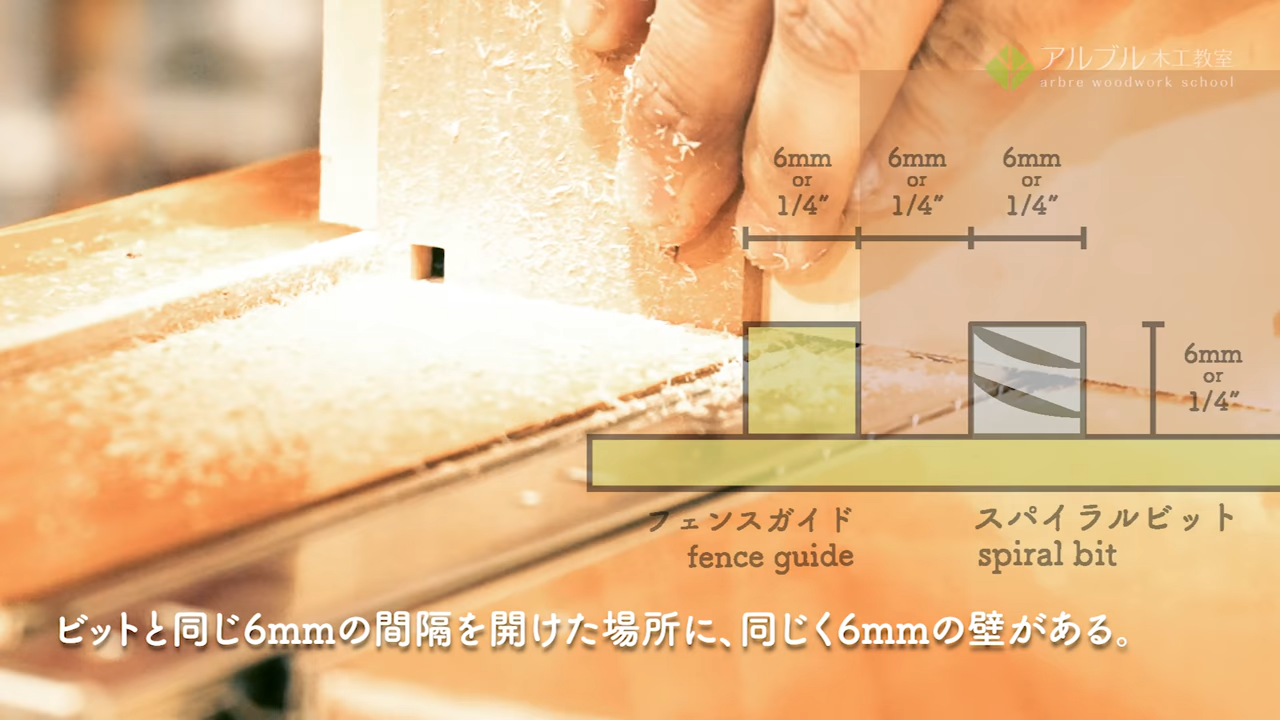 アルブル木工教室
arbre woodwork school
6mm 6mm 6mm
or or or
1/4” 1/4” 1/4”
6mm
or
1/4”
フェンスガイド
fence guide
スパイラルビット
spiral bit
ビットと同じ6mmの間隔を開けた場所に、同じく6mmの壁がある。